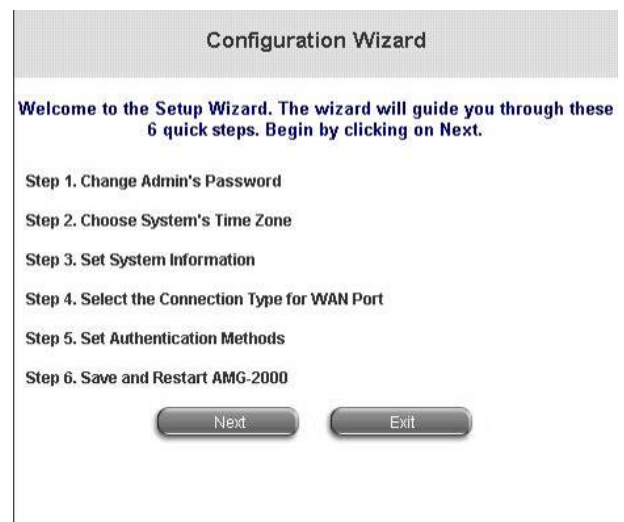 Configuration Wizard
Welcome to the Setup Wizard. The wizard will guide you through these
6 quick steps. Begin by clicking on Next.
Step 1. Change Admin's Password
Step 2. Choose System's Time Zone
Step 3. Set System Information
Step 4. Select the Connection Type for WAN Port
Step 5. Set Authentication Methods
Step 6. Save and Restart AMG-2000
Next Exit